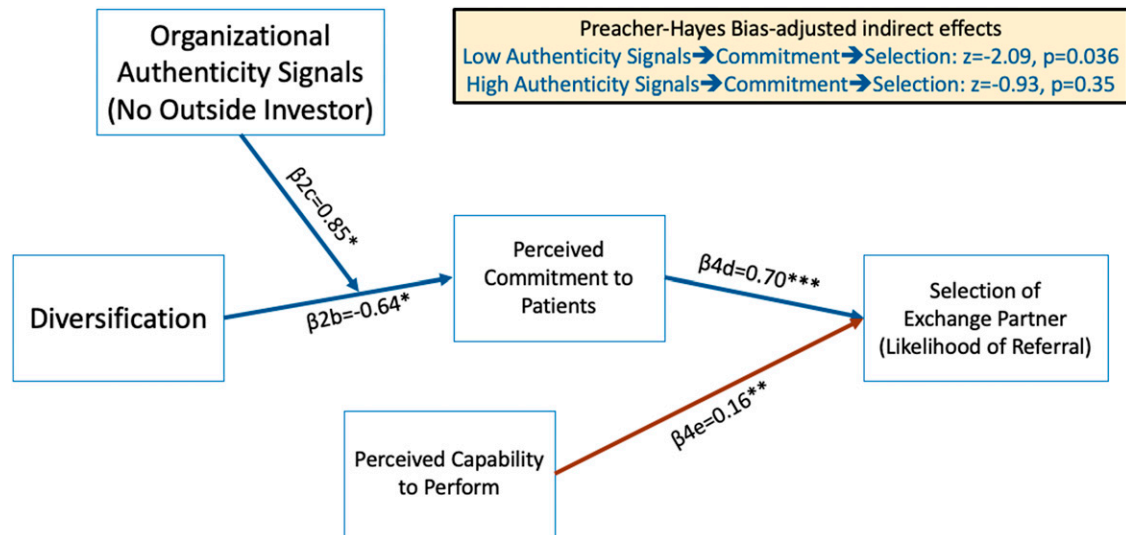 Preacher-Hayes Bias-adjusted indirect effects
Low Authenticity Signals➔Commitment➔Selection: z=-2.09, p=0.036
High Authenticity Signals➔Commitment➔Selection: z=-0.93, p=0.35
Organizational
Authenticity Signals
(No Outside Investor)
β2c=0.85*
Diversification
β2b=-0.64*
Perceived
Commitment to
Patients
β4d=0.70***
Selection of
Exchange Partner
(Likelihood of Referral)
β4e=0.16**
Perceived Capability
to Perform